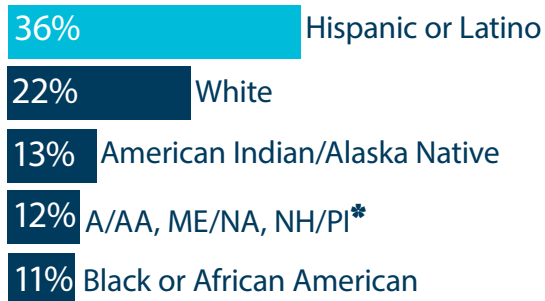 36% Hispanic or Latino
22% White
13% American Indian/Alaska Native
12% A/AA, ME/NA, NH/PI*
11% Black or African American